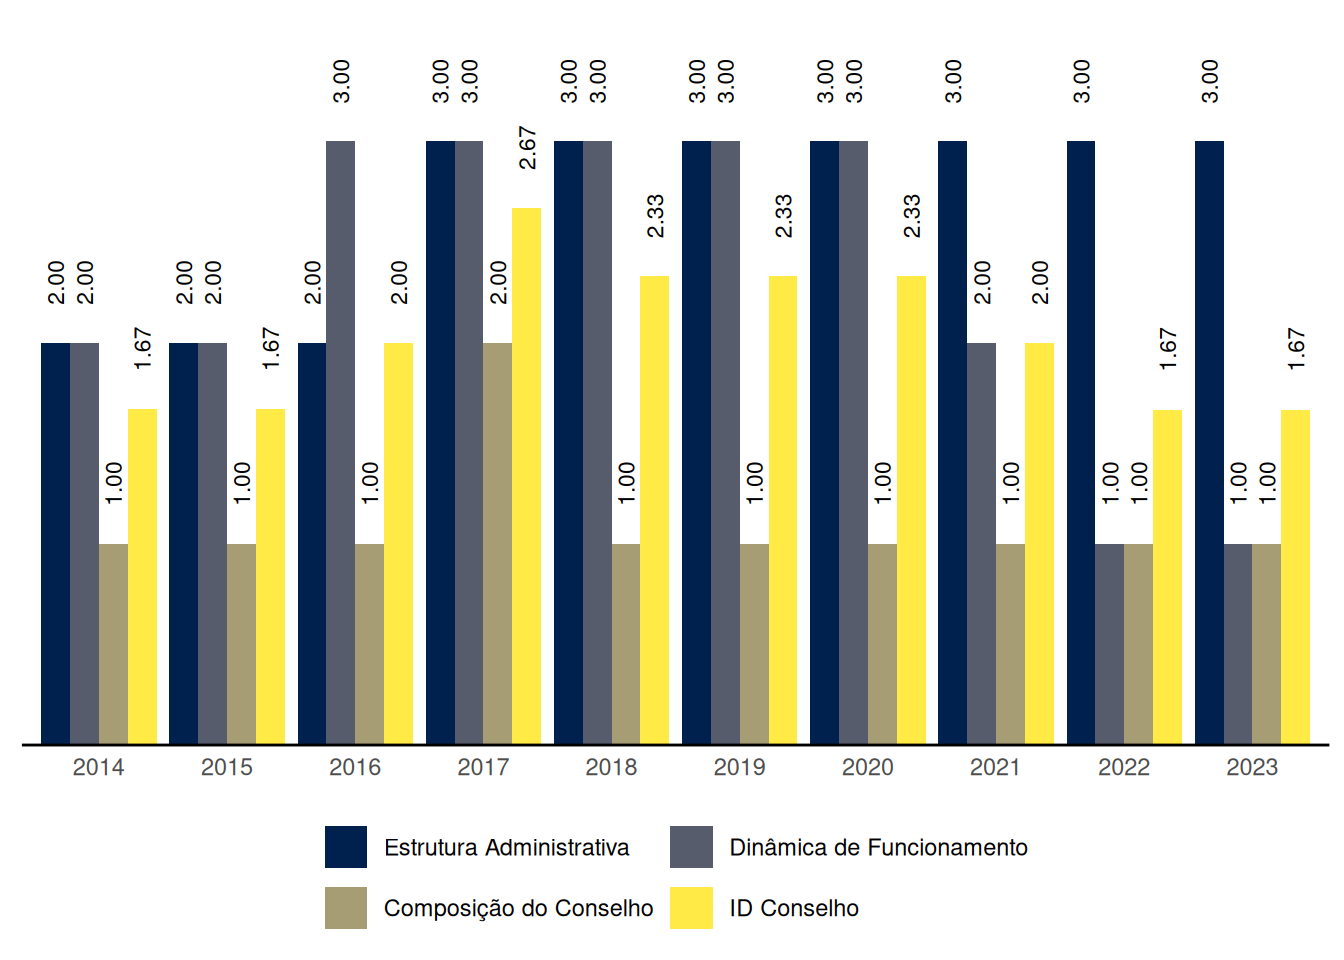 3.00 3.00 3.00 3.00 3.00 3.00 3.00 3.00 3.00 3.00 3.00 3.00
2.67
2.33 2.33 2.33
2.00 2.00 2.00 2.00 2.00 2.00 2.00 2.00 2.00
1.67 1.67 1.67 1.67
1.00 1.00 1.00 1.00 1.00 1.00 1.00 1.00 1.00 1.00 1.00
2014 2015 2016 2017 2018 2019 2020 2021 2022 2023
Estrutura Administrativa Dinâmica de Funcionamento
Composição do Conselho ID Conselho